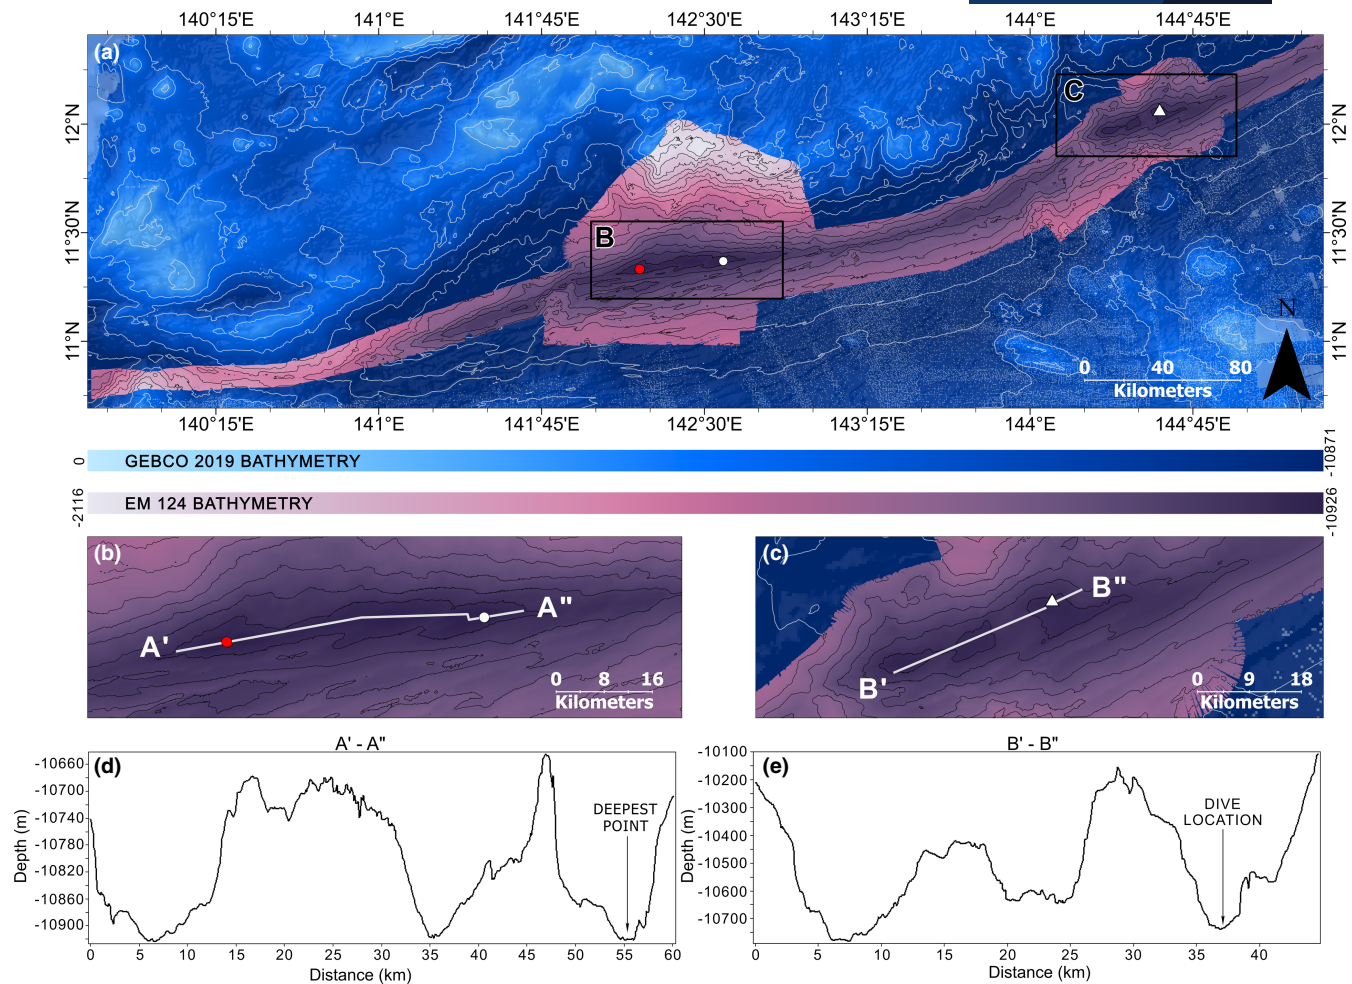 140°15'E 141°E 141°45'E 142°30'E 143°15'E 144°E 144°45'E
(a)
C
12°N 12°N
B
11°30'N 11°30'N
N
11°N 11°N
0 40 80
Kilometers
140°15'E 141°E 141°45'E 142°30'E 143°15'E 144°E 144°45'E
0 GEBCO 2019 BATHYMETRY -10871
-2116 EM 124 BATHYMETRY -10926
(b)
A' A"
0 8 16
Kilometers
(c)
B' B"
0 9 18
Kilometers
A' - A"
(d)
-10660
-10700
-10740
-10780
-10820
-10860
-10900
Depth (m)
DEEPEST
POINT
0 5 10 15 20 25 30 35 40 45 50 55 60
Distance (km)
B' - B"
(e)
-10100
-10200
-10300
-10400
-10500
-10600
-10700
Depth (m)
DIVE
LOCATION
0 5 10 15 20 25 30 35 40
Distance (km)